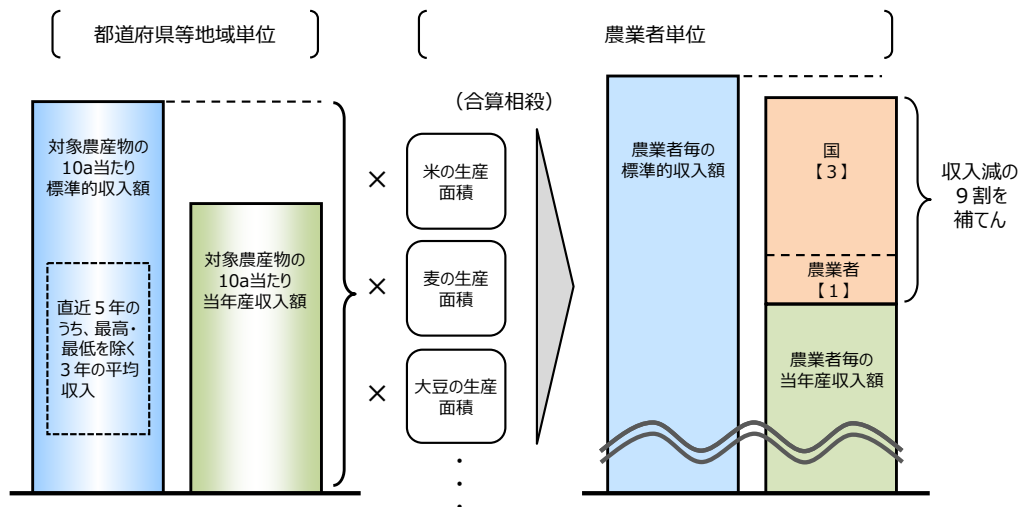 都道府県等地域単位
農業者単位
対象農産物の
10a当たり
標準的収入額
直近５年の
うち、最高・
最低を除く
３年の平均
収入
対象農産物の
10a当たり
当年産収入額
（合算相殺）
×
米の生産
面積
×
麦の生産
面積
×
大豆の生産
面積
・
・
・
農業者毎の
標準的収入額
国
【３】
農業者
【１】
農業者毎の
当年産収入額
収入減の
９割を
補てん